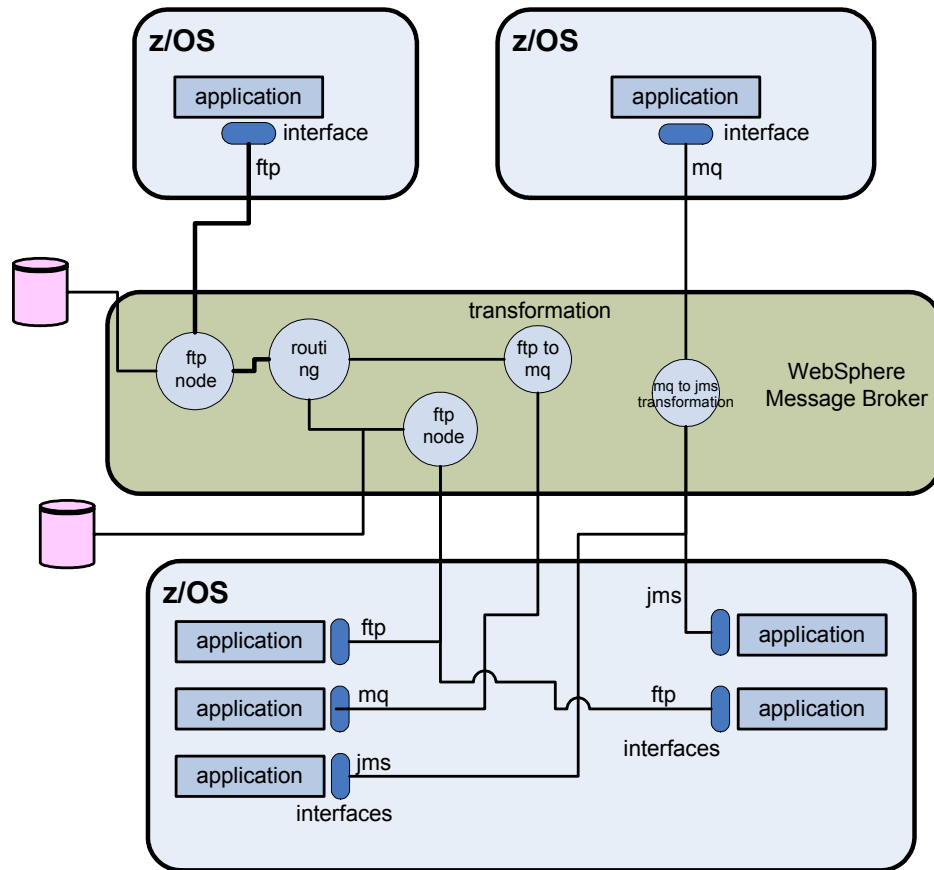 z/OS
application
interface
ftp
z/OS
application
interface
mq
transformation
ftp
node
routi
ng
ftp to
mq
mq to jms
transformation
WebSphere
Message Broker
ftp
node
z/OS
application
ftp
application
mq
application
jms
interfaces
jms
application
ftp
application
interfaces